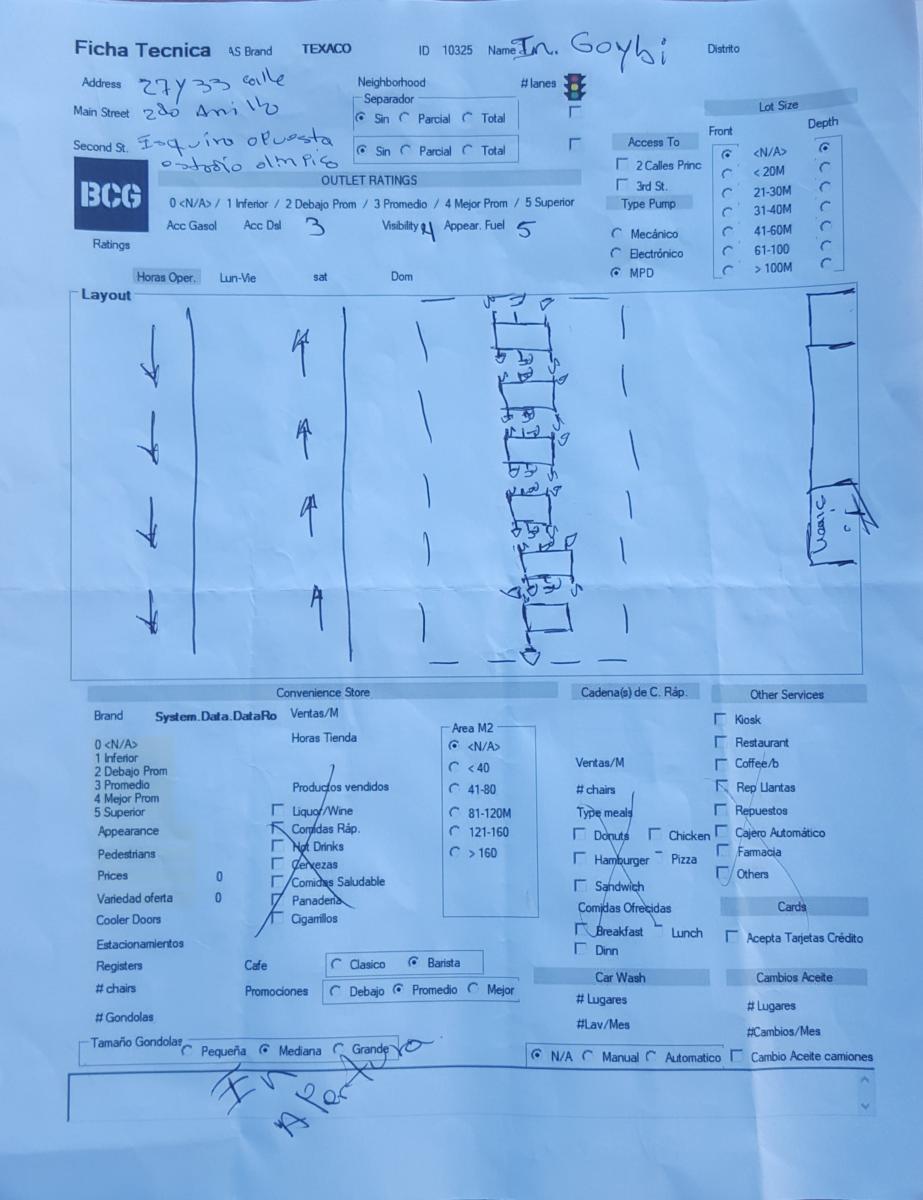 Ficha Tecnica AS Brand TEXACO ID 10325 Name In. Goybi Distrito
Address 27 y 33 calle Neighborhood #lanes
Main Street 2do Anillo Separador
Sin Parcial Total
Second St. Esquina opuesta
estadio olmpico Sin Parcial Total
Access To
2 Calles Princ
3rd St.
Type Pump
Mecánico
Electrónico
MPD
Lot Size
Front Depth
<N/A>
< 20M
21-30M
31-40M
41-60M
61-100
> 100M
BCG
Ratings
OUTLET RATINGS
0 <N/A> / 1 Inferior / 2 Debajo Prom / 3 Promedio / 4 Mejor Prom / 5 Superior
Acc Gasol Acc Dsl 3 Visibility 4 Appear. Fuel 5
Horas Oper. Lun-Vie sat Dom
Layout
Convenience Store
Brand System.Data.DataRo Ventas/M
0 <N/A>
1 Inferior
2 Debajo Prom
3 Promedio
4 Mejor Prom
5 Superior
Appearance
Pedestrians
Prices 0
Variedad oferta 0
Cooler Doors
Estacionamientos
Registers
# chairs
# Gondolas
Horas Tienda
Productos vendidos
Liquor/Wine
Comidas Ráp.
Hot Drinks
Cervezas
Comidas Saludable
Panaderia
Cigarrillos
Area M2
<N/A>
< 40
41-80
81-120M
121-160
> 160
Cafe Clasico Barista
Promociones Debajo Promedio Mejor
Tamaño Gondolas Pequeña Mediana Grande
Cadena(s) de C. Ráp.
Ventas/M
# chairs
Type meals
Donuts Chicken
Hamburger Pizza
Sandwich
Comidas Ofrecidas
Breakfast Lunch
Dinn
Car Wash
# Lugares
#Lav/Mes
N/A Manual Automatico
Other Services
Kiosk
Restaurant
Coffee/b
Rep Llantas
Repuestos
Cajero Automático
Farmacia
Others
Cards
Acepta Tarjetas Crédito
Cambios Aceite
# Lugares
#Cambios/Mes
Cambio Aceite camiones
In
Apertura